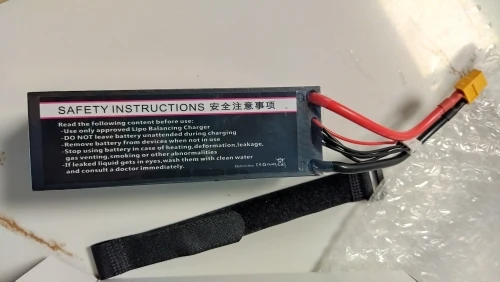 SAFETY INSTRUCTIONS 安全注意事项
Read the following content before use:
-Use only approved Lipo Balancing Charger
-DO NOT leave battery unattended during charging
-Remove battery from devices when not in use
-Stop using battery in case of heating,deformation,leakage,
gas venting,smoking or other abnormalities
-If leaked liquid gets in eyes,wash them with clean water
and consult a doctor immediately.